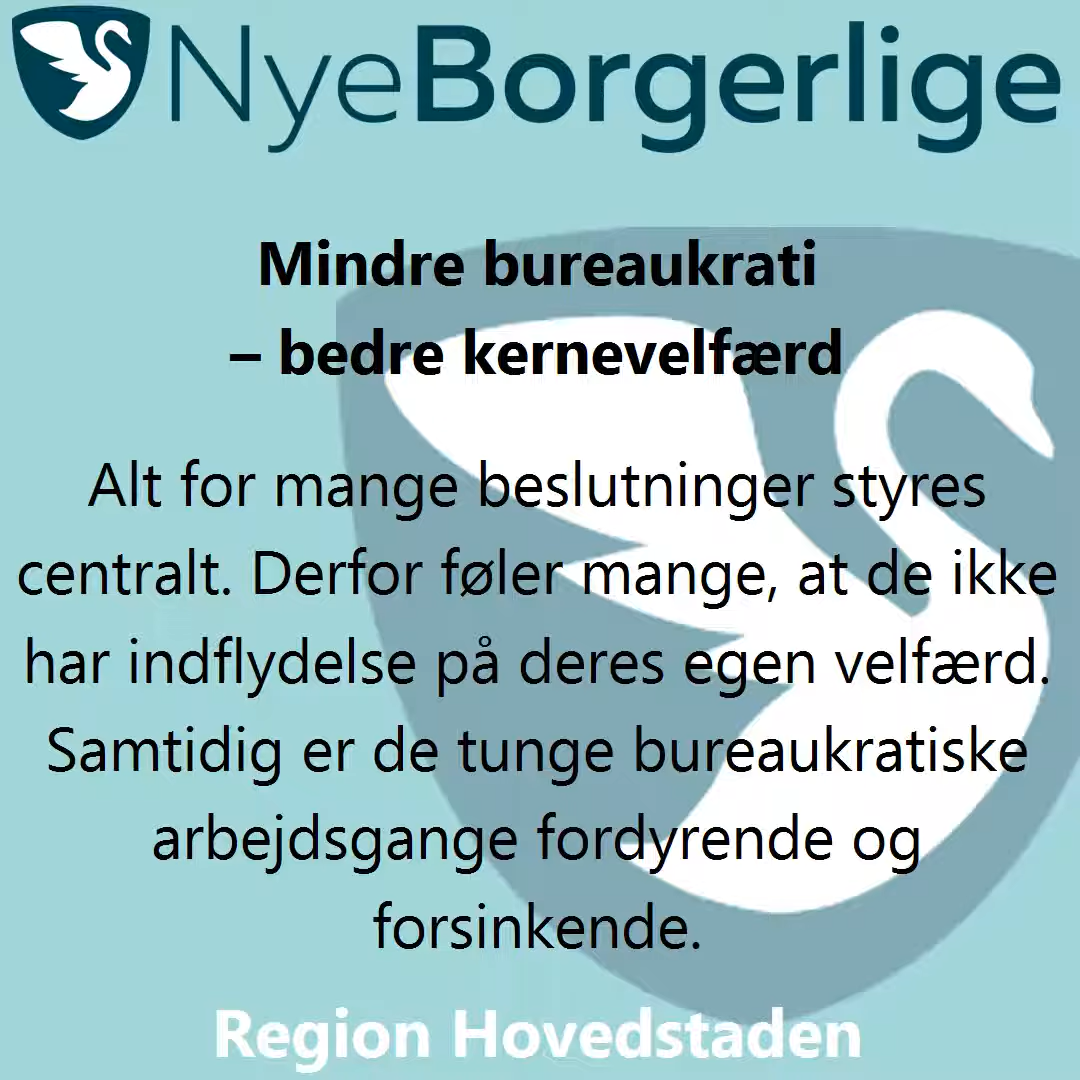 NyeBorgerlige
Mindre bureaukrati
– bedre kernevelfærd
Alt for mange beslutninger styres
centralt. Derfor føler mange, at de ikke
har indflydelse på deres egen velfærd.
Samtidig er de tunge bureaukratiske
arbejdsgange fordyrende og
forsinkende.
Region Hovedstaden